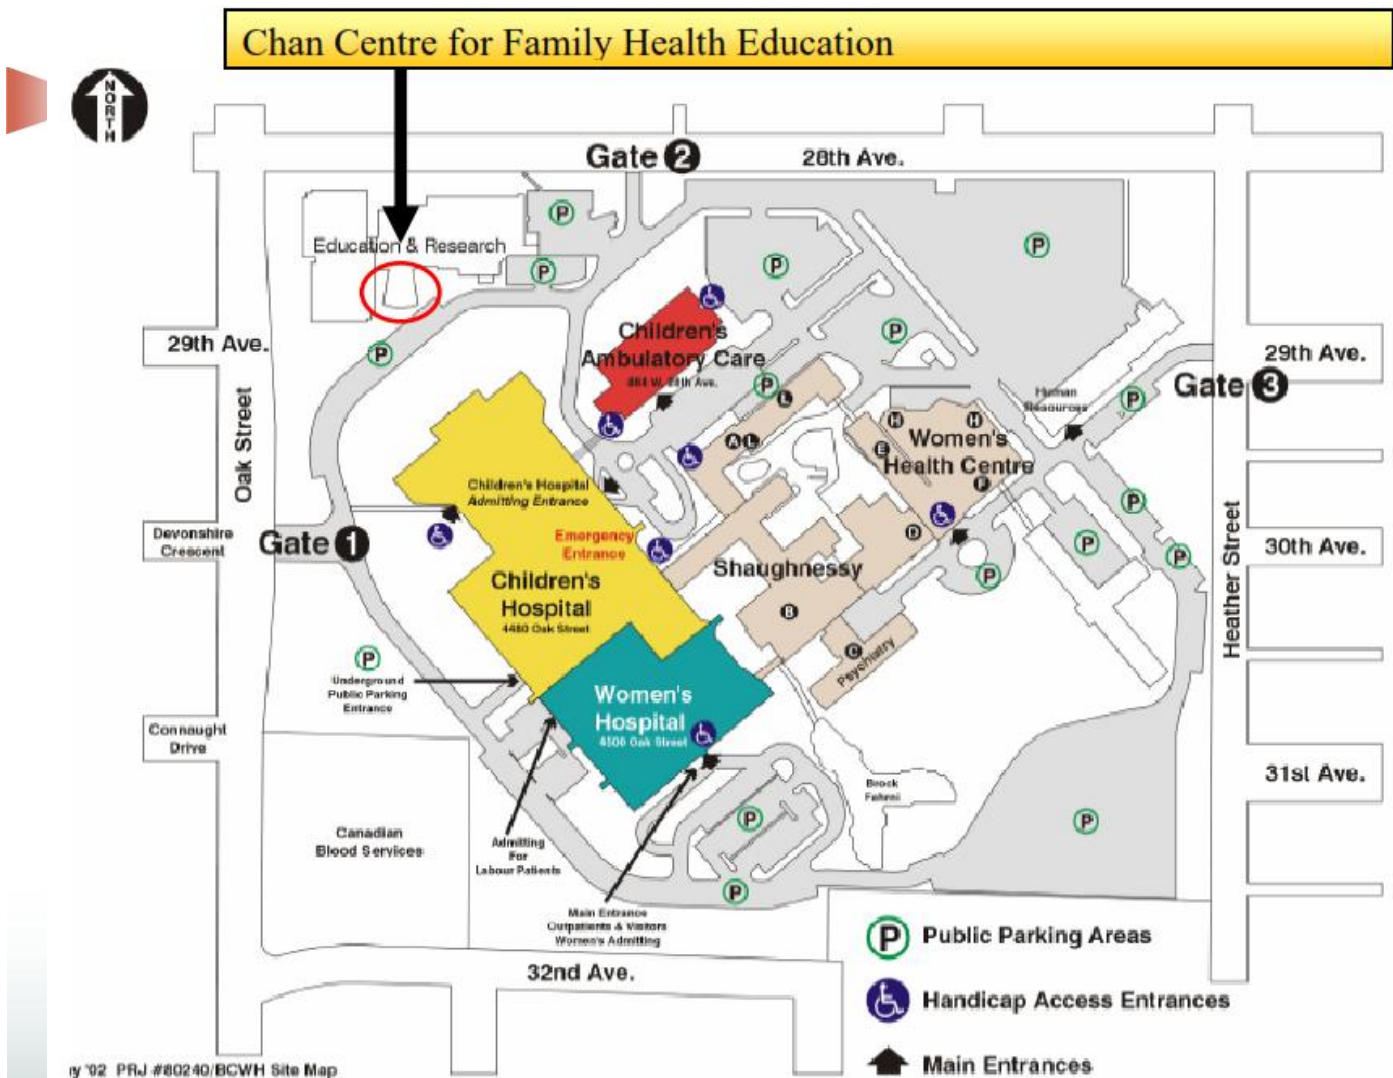 Chan Centre for Family Health Education
NORTH
Gate 2
28th Ave.
P
Education & Research
P
P
P
P
Children's
Ambulatory Care
P
29th Ave.
P
P
29th Ave.
Gate 3
Human
Resources
P
L
A L
H H
Women's
E
Health Centre
F
Oak Street
Children's Hospital
Admitting Entrance
P
Devonshire
Crescent
Gate 1
Emergency
Entrance
D
P
P
30th Ave.
Shaughnessy
P
Children's
Hospital
4480 Oak Street
B
Heather Street
C
Psychiatry
P
Underground
Public Parking
Entrance
Women's
Hospital
4500 Oak Street
Connaught
Drive
31st Ave.
Brock
Fahrni
P
P
Canadian
Blood Services
Admitting
For
Labour Patients
P
Main Entrance
Outpatients & Visitors
Women's Admitting
32nd Ave.
P Public Parking Areas
Handicap Access Entrances
Main Entrances
'02 PRJ #80240/BCWH Site Map